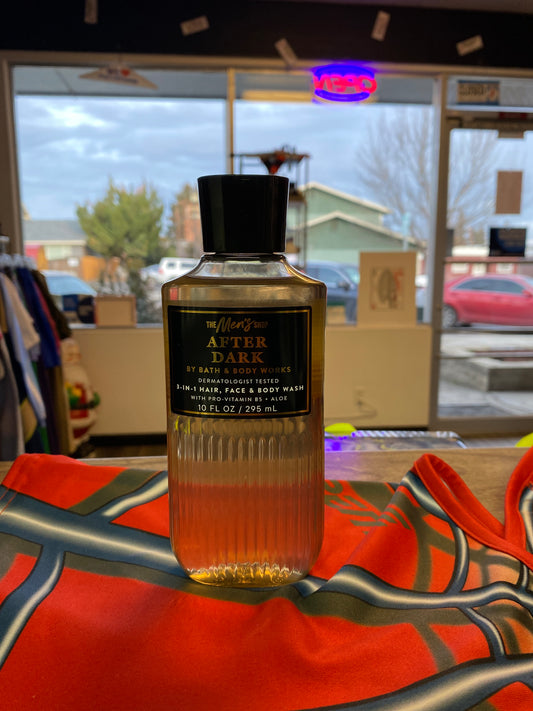 OPEN
THE Men's SHOP
AFTER
DARK
BY BATH & BODY WORKS
DERMATOLOGIST TESTED
3-IN-1 HAIR, FACE & BODY WASH
WITH PRO-VITAMIN B5 + ALOE
10 FL OZ / 295 mL